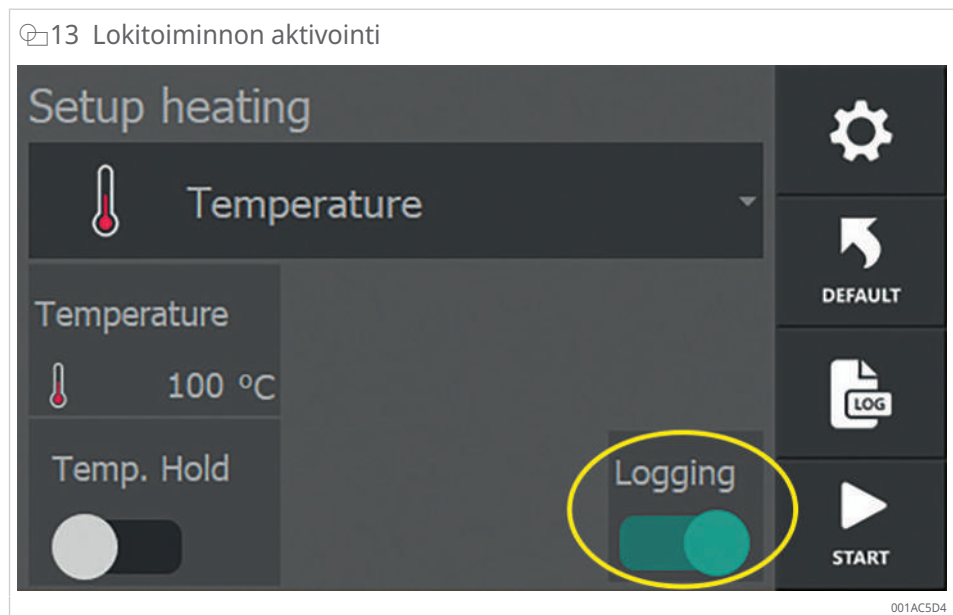 13 Lokitoiminnon aktivointi
Setup heating
Temperature
DEFAULT
Temperature
100 °C
LOG
Temp. Hold
Logging
START
001AC5D4